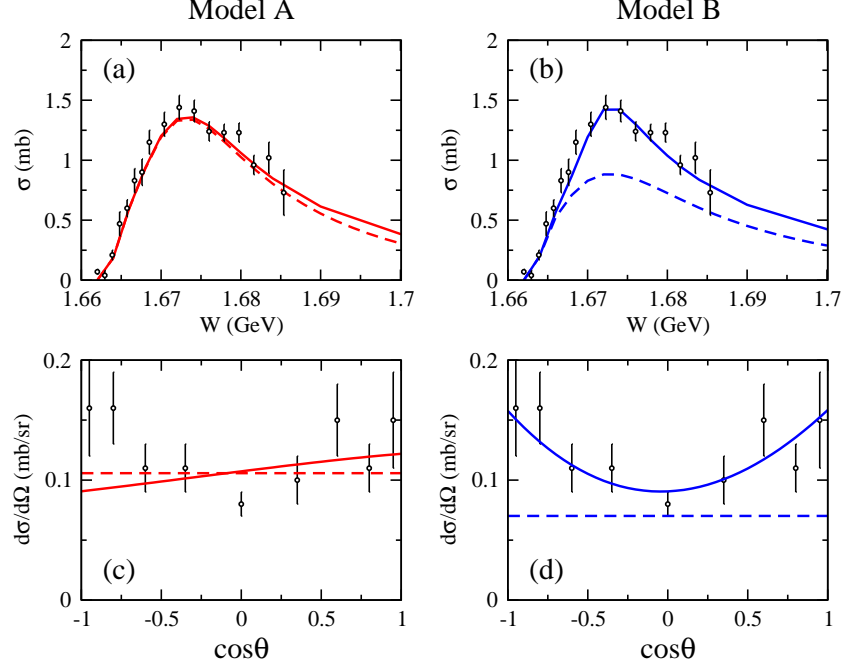 Model A
Model B
(a)
(b)
2
1.5
1
0.5
0
σ (mb)
1.66
1.67
1.68
1.69
1.7
W (GeV)
2
1.5
1
0.5
0
σ (mb)
1.66
1.67
1.68
1.69
1.7
W (GeV)
(c)
0.2
0.1
0
dσ/dΩ (mb/sr)
-1
-0.5
0
0.5
1
cosθ
(d)
0.2
0.1
0
dσ/dΩ (mb/sr)
-1
-0.5
0
0.5
1
cosθ